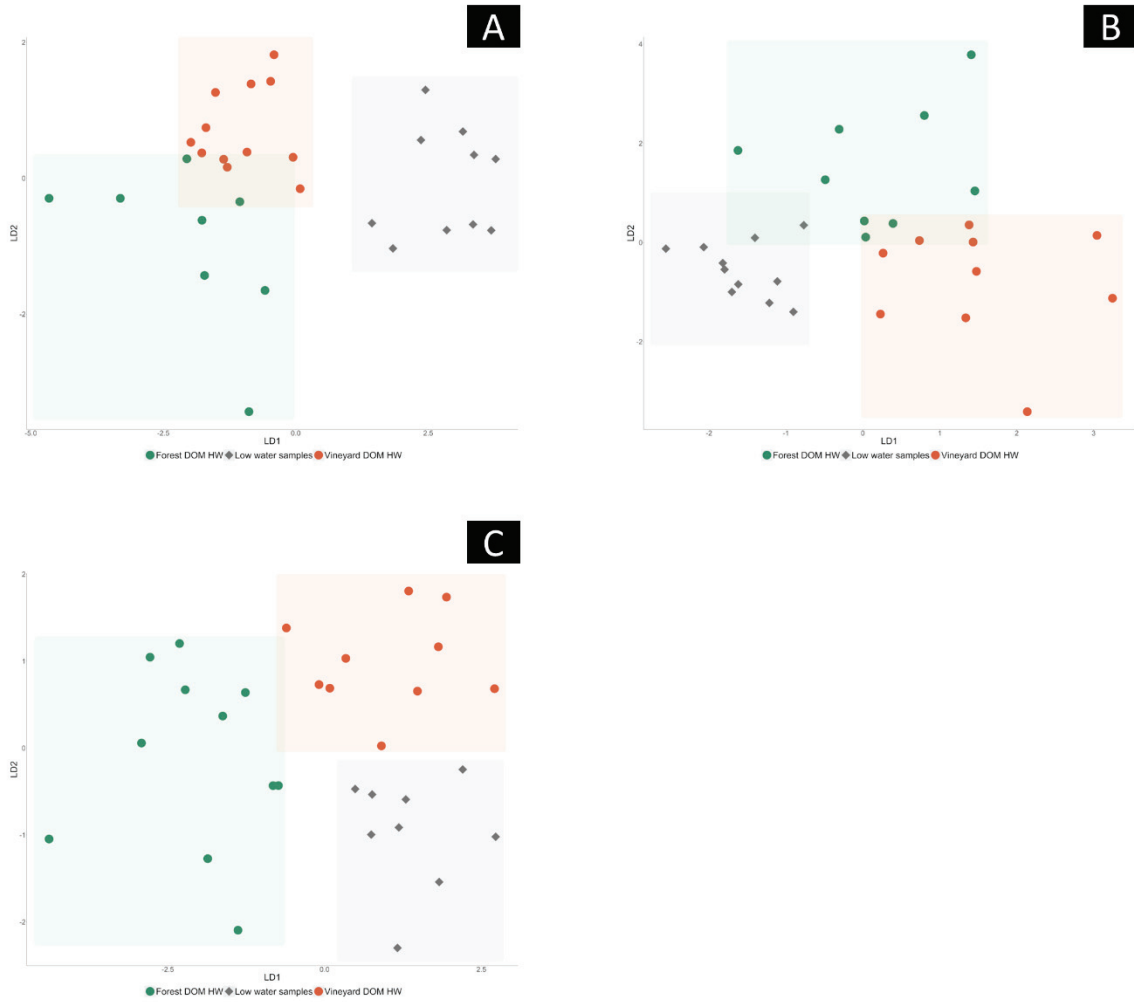 A
2
0
-2
LD2
-5.0 -2.5 0.0 2.5
LD1
Forest DOM HW Low water samples Vineyard DOM HW
B
4
2
0
-2
LD2
-2 -1 0 1 2 3
LD1
Forest DOM HW Low water samples Vineyard DOM HW
C
2
1
0
-1
-2
LD2
-2.5 0.0 2.5
LD1
Forest DOM HW Low water samples Vineyard DOM HW